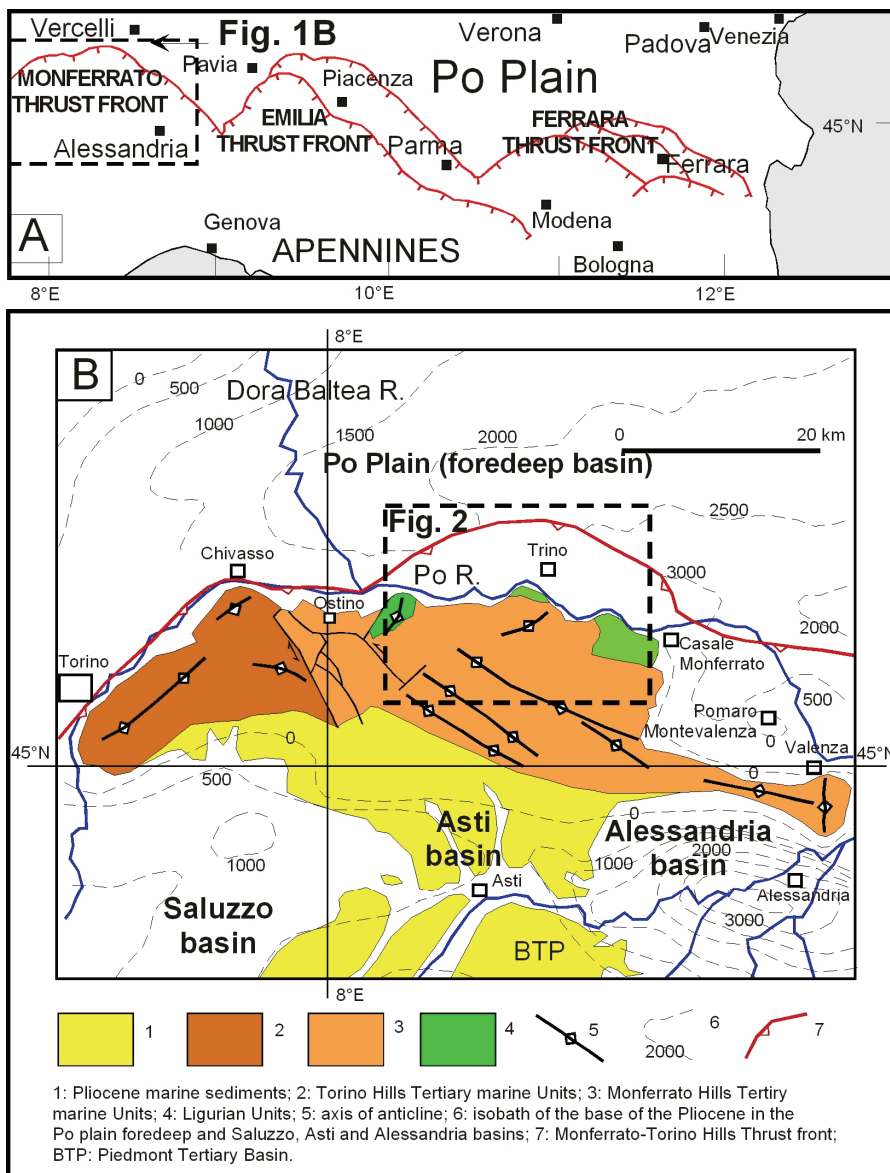 Vercelli
Fig. 1B
Verona
Padova
Venezia
Pavia
Po Plain
MONFERRATO
THRUST FRONT
Piacenza
EMILIA
THRUST FRONT
FERRARA
THRUST FRONT
45°N
Alessandria
Parma
Ferrara
Modena
A
Genova
APENNINES
Bologna
8°E
10°E
12°E
8°E
B
0
500
Dora Baltea R.
1000
1500
2000
0
20 km
Po Plain (foredeep basin)
2500
Fig. 2
Chivasso
Trino
Po R.
3000
Ostino
2000
Casale
Monferrato
Torino
500
Pomaro
Montevalenza
0
0
Valenza
45°N
45°N
500
0
0
Asti
basin
Alessandria
basin
1000
1000
2000
Asti
Alessandria
Saluzzo
basin
3000
BTP
8°E
1
2
3
4
5
2000
6
7
1: Pliocene marine sediments; 2: Torino Hills Tertiary marine Units; 3: Monferrato Hills Tertiry
marine Units; 4: Ligurian Units; 5: axis of anticline; 6: isobath of the base of the Pliocene in the
Po plain foredeep and Saluzzo, Asti and Alessandria basins; 7: Monferrato-Torino Hills Thrust front;
BTP: Piedmont Tertiary Basin.